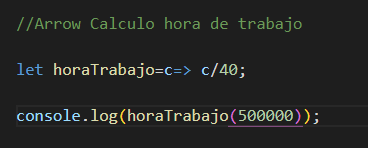 //Arrow Calculo hora de trabajo
let horaTrabajo=c=> c/40;
console.log(horaTrabajo(500000));